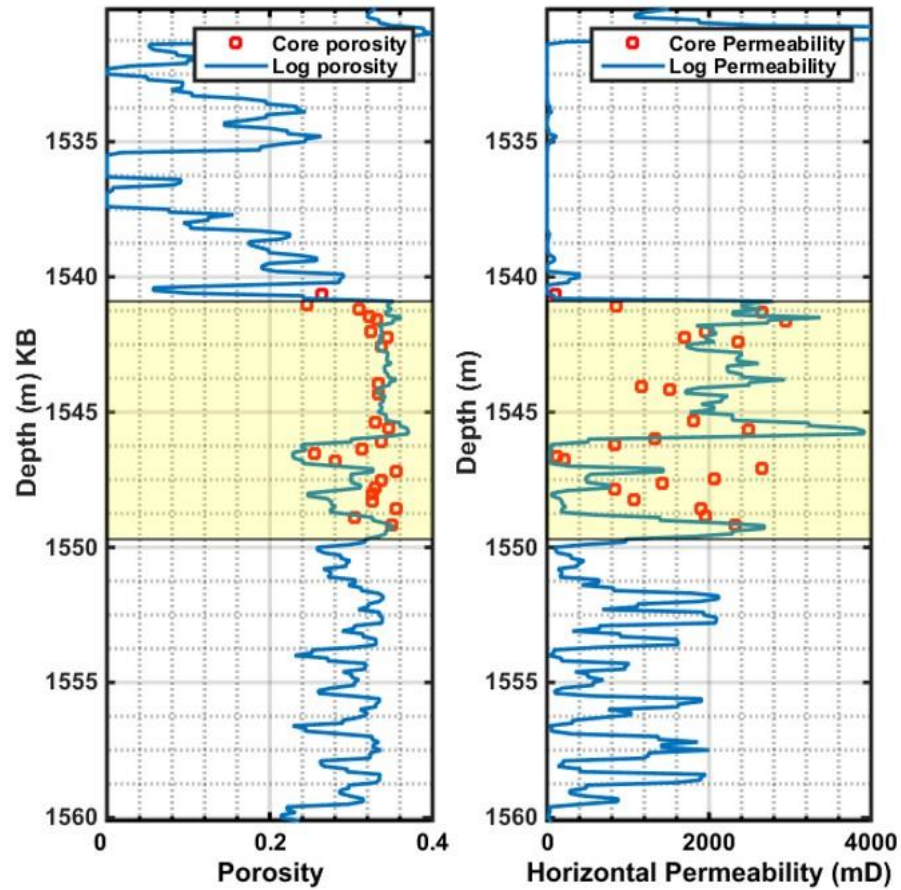 Core porosity
Log porosity
1535
1540
1545
1550
1555
1560
0
0.2
0.4
Depth (m) KB
Porosity
Core Permeability
Log Permeability
1535
1540
1545
1550
1555
1560
0
2000
4000
Depth (m)
Horizontal Permeability (mD)